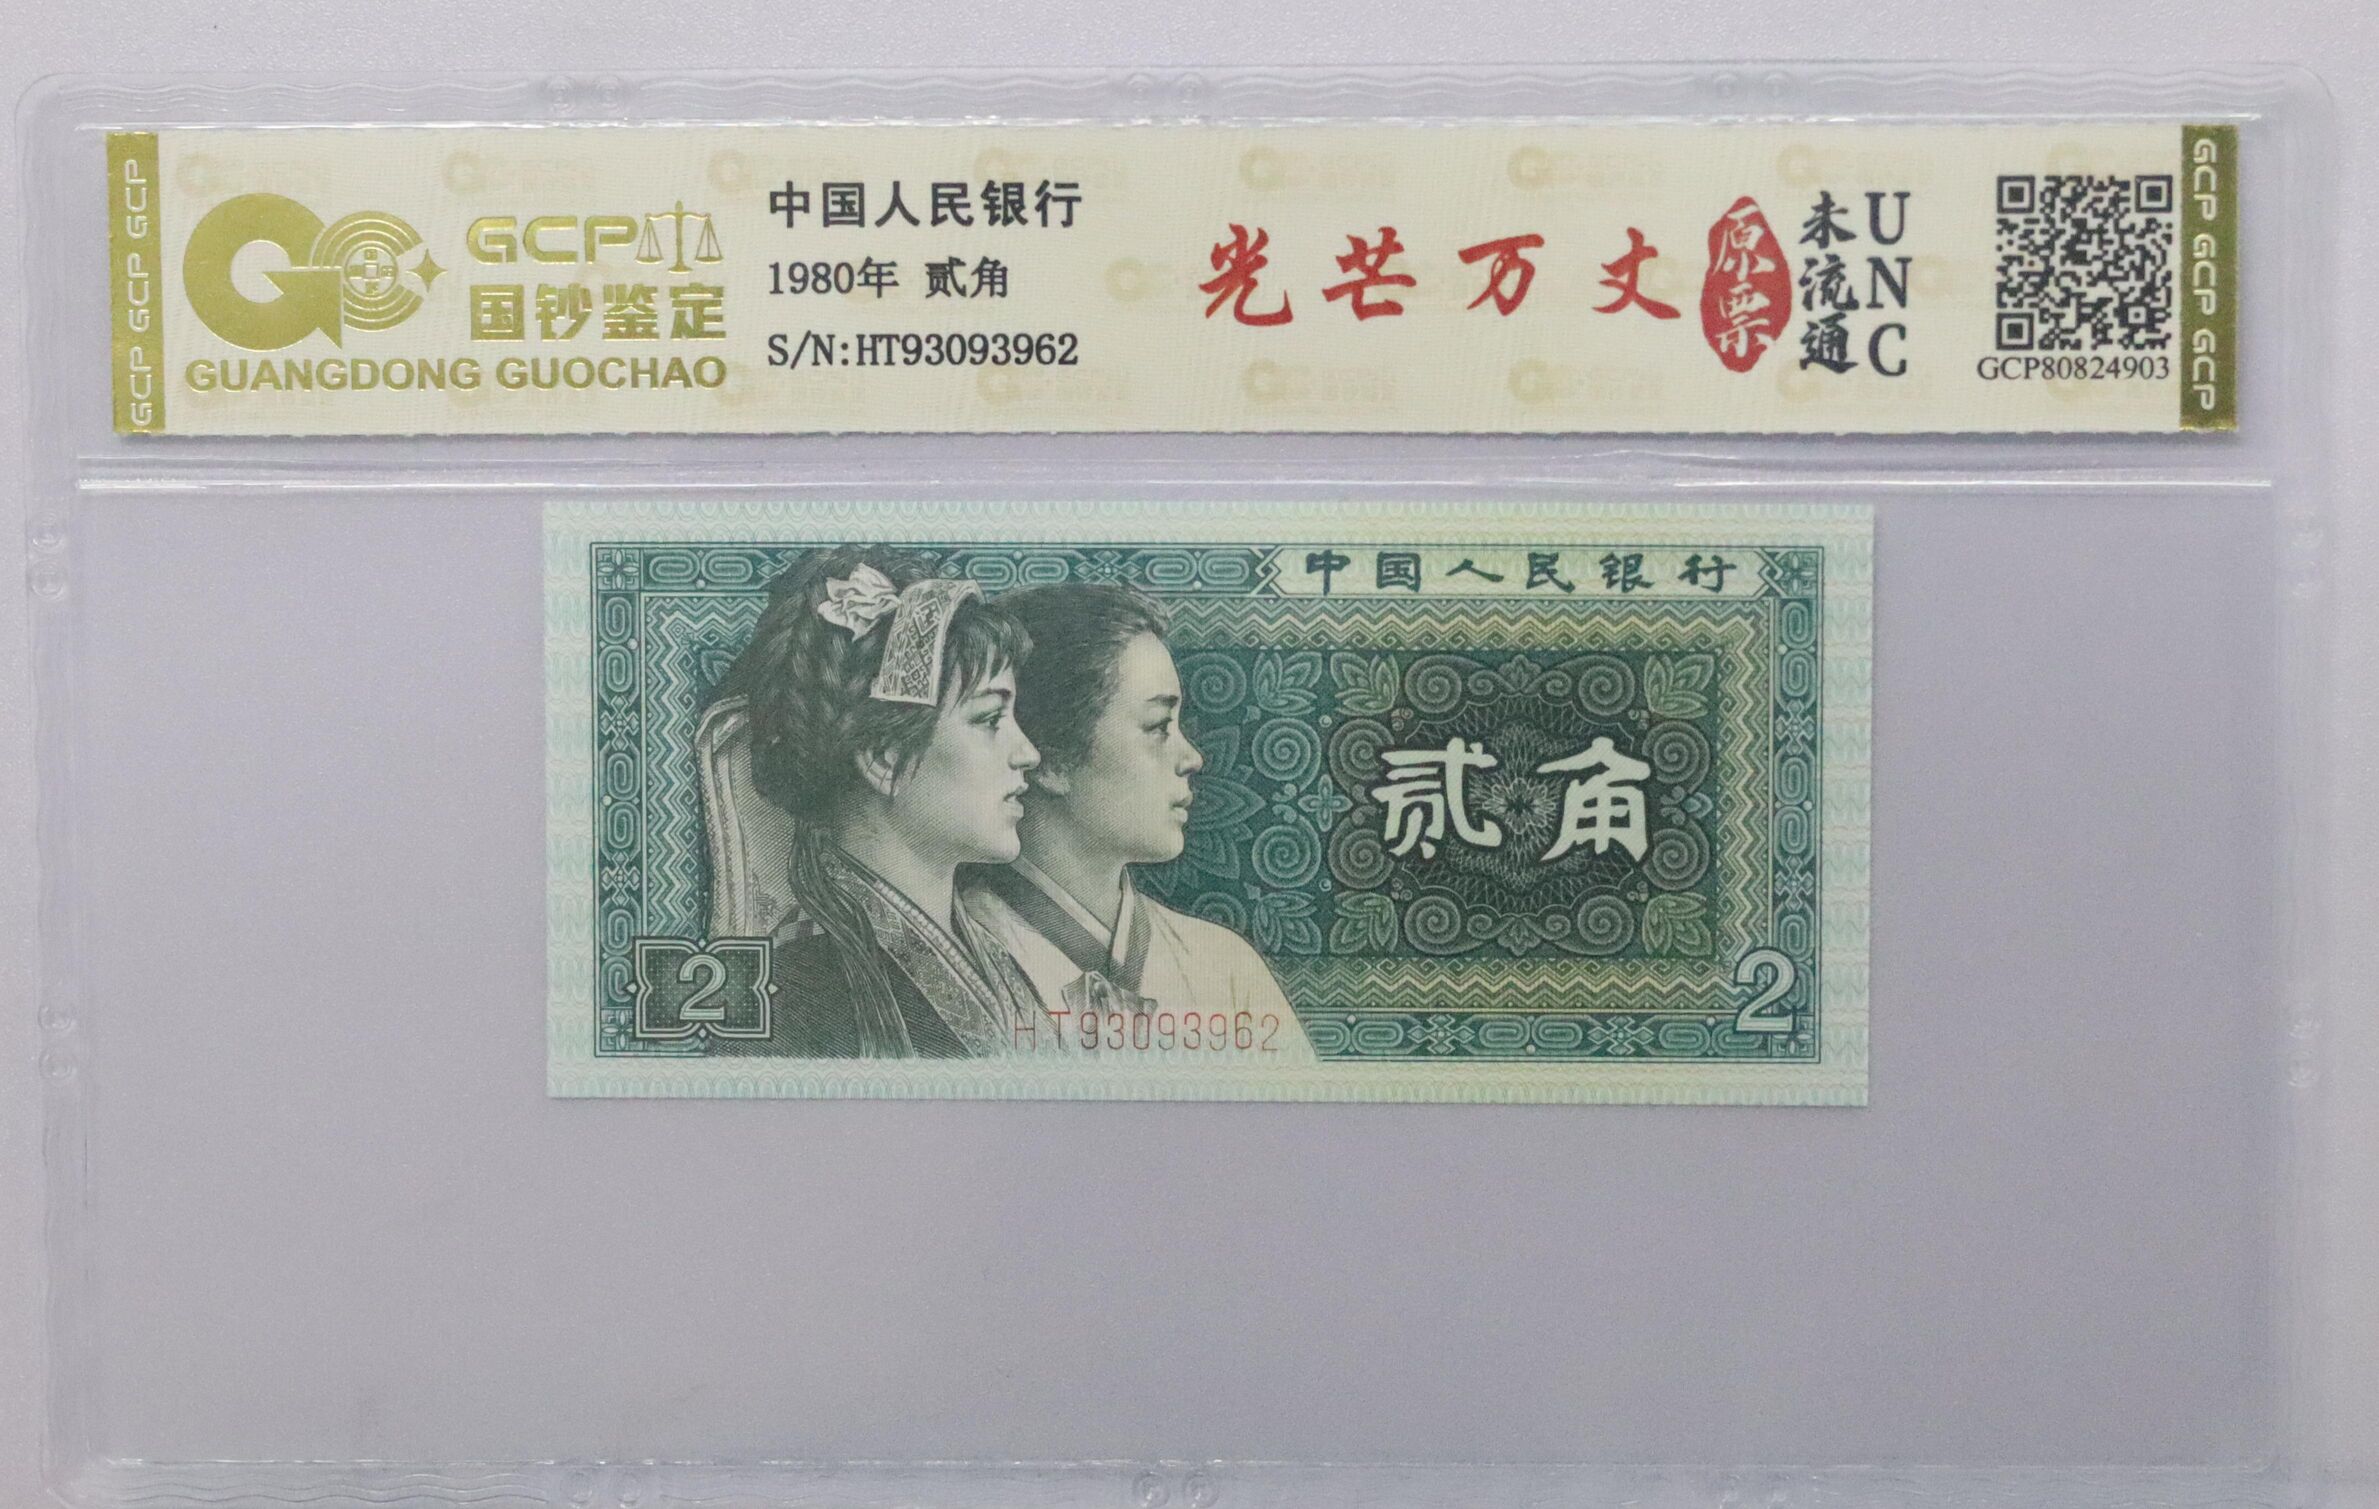 GCP GCP GCP
GCP
国钞鉴定
GUANGDONG GUOCHAO
中国人民银行
1980年 贰角
S/N:HT93093962
光芒万丈
原票
未流通
UNC
GCP80824903
GCP GCP GCP
中国人民银行
贰角
2
2
HT93093962